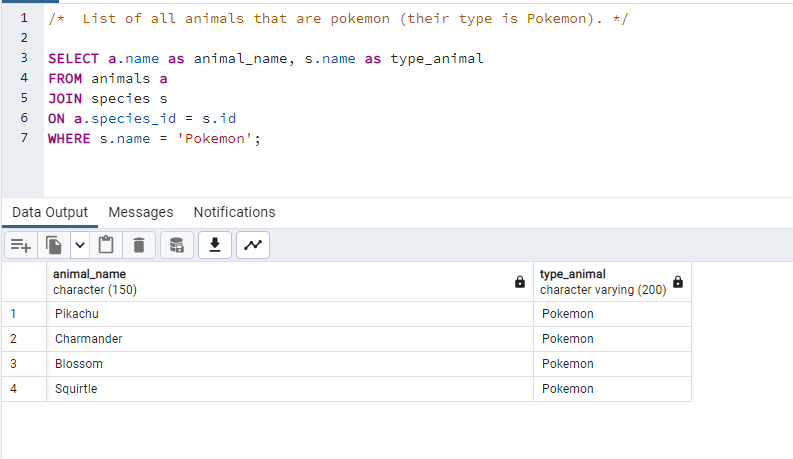 1 /*  List of all animals that are pokemon (their type is Pokemon). */
2
3 SELECT a.name as animal_name, s.name as type_animal
4 FROM animals a
5 JOIN species s
6 ON a.species_id = s.id
7 WHERE s.name = 'Pokemon';
Data Output Messages Notifications
animal_name type_animal
character (150) character varying (200)
1 Pikachu Pokemon
2 Charmander Pokemon
3 Blossom Pokemon
4 Squirtle Pokemon